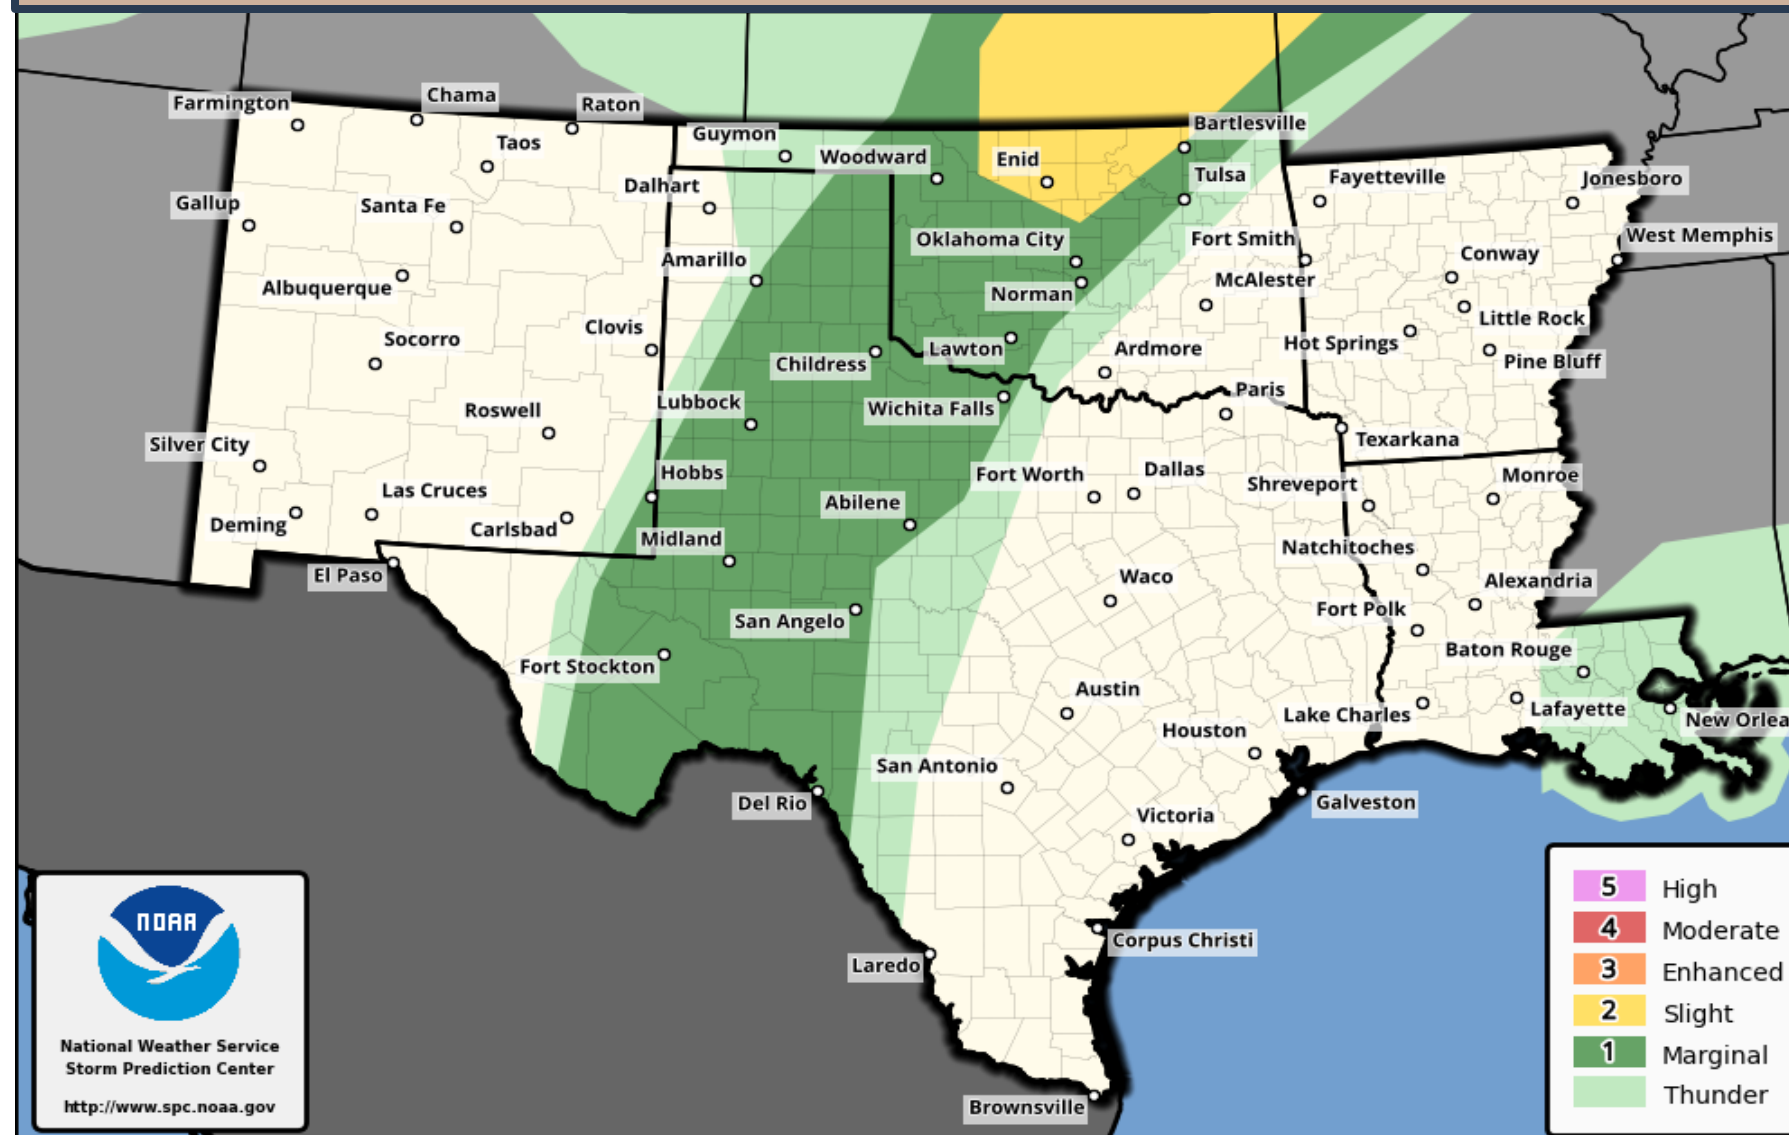 Farmington
Chama
Raton
Taos
Guymon
Woodward
Enid
Bartlesville
Gallup
Santa Fe
Dalhart
Tulsa
Fayetteville
Jonesboro
Oklahoma City
Fort Smith
West Memphis
Albuquerque
Amarillo
Norman
McAlester
Conway
Socorro
Clovis
Childress
Lawton
Ardmore
Hot Springs
Little Rock
Pine Bluff
Roswell
Lubbock
Wichita Falls
Paris
Silver City
Hobbs
Fort Worth
Dallas
Texarkana
Las Cruces
Abilene
Shreveport
Monroe
Deming
Carlsbad
Midland
Natchitoches
El Paso
Waco
Alexandria
San Angelo
Fort Polk
Fort Stockton
Baton Rouge
Austin
Lake Charles
Lafayette
New Orlea
Houston
San Antonio
Del Rio
Galveston
Victoria
Corpus Christi
Laredo
Brownsville
NOAA
National Weather Service
Storm Prediction Center
http://www.spc.noaa.gov
5 High
4 Moderate
3 Enhanced
2 Slight
1 Marginal
Thunder